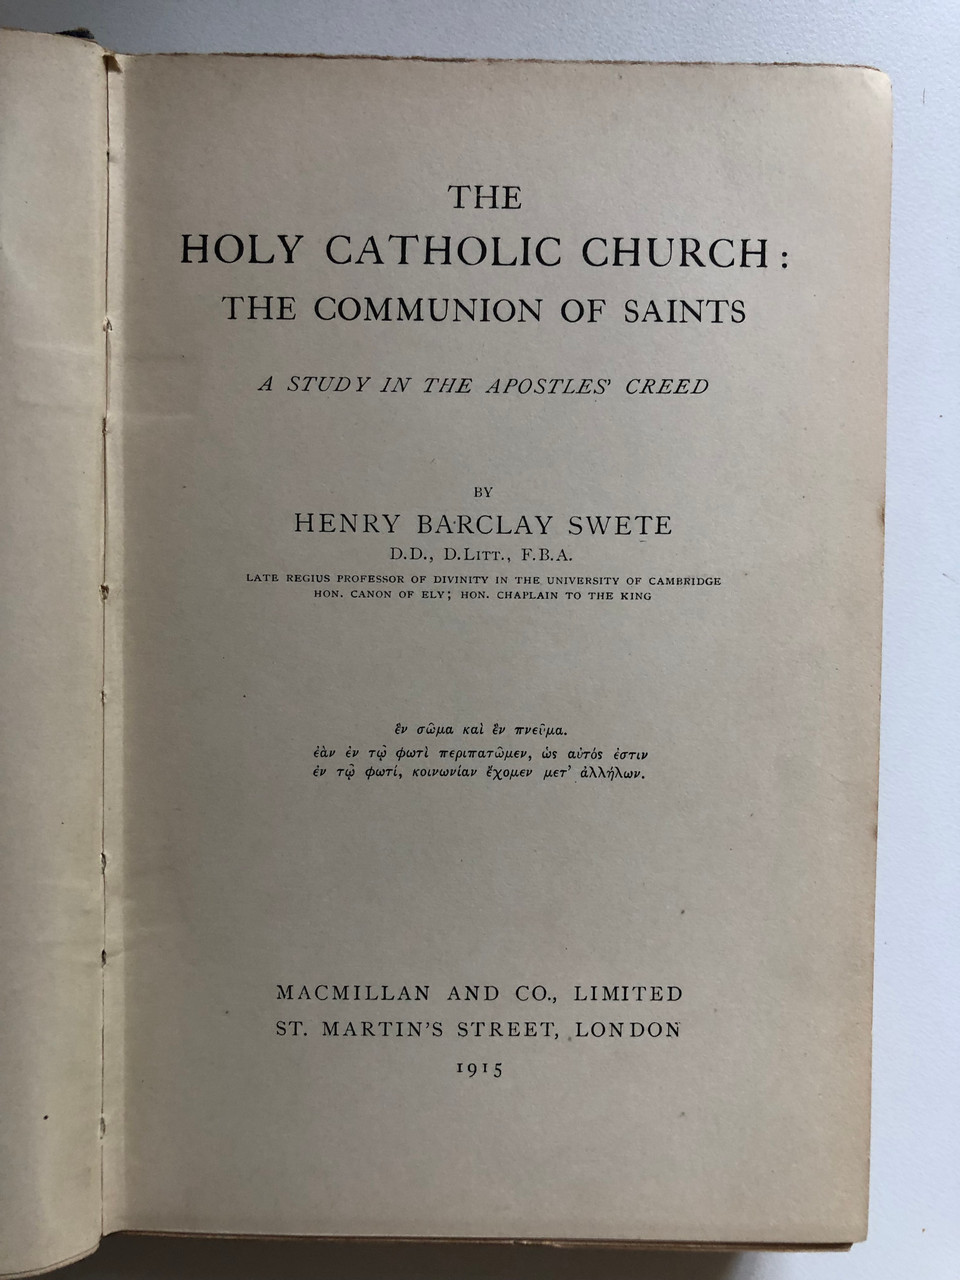 THE
HOLY CATHOLIC CHURCH:
THE COMMUNION OF SAINTS
A STUDY IN THE APOSTLES' CREED
BY
HENRY BARCLAY SWETE
D.D., D.LITT., F.B.A.
LATE REGIUS PROFESSOR OF DIVINITY IN THE UNIVERSITY OF CAMBRIDGE
HON. CANON OF ELY; HON. CHAPLAIN TO THE KING
ἓν σῶμα καὶ ἓν πνεῦμα.
ἐὰν ἐν τῷ φωτὶ περιπατῶμεν, ὡς αὐτός ἐστιν
ἐν τῷ φωτί, κοινωνίαν ἔχομεν μετ' ἀλλήλων.
MACMILLAN AND CO., LIMITED
ST. MARTIN'S STREET, LONDON
1915